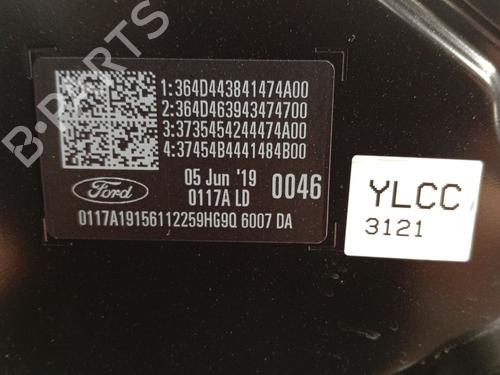 1:364D443841474A00
2:364D463943474700
3:3735454244474A00
4:37454B4441484B00
Ford
05 Jun '19 0046
0117A LD
0117A19156112259HG9Q 6007 DA
YLCC
3121
B-PARTS